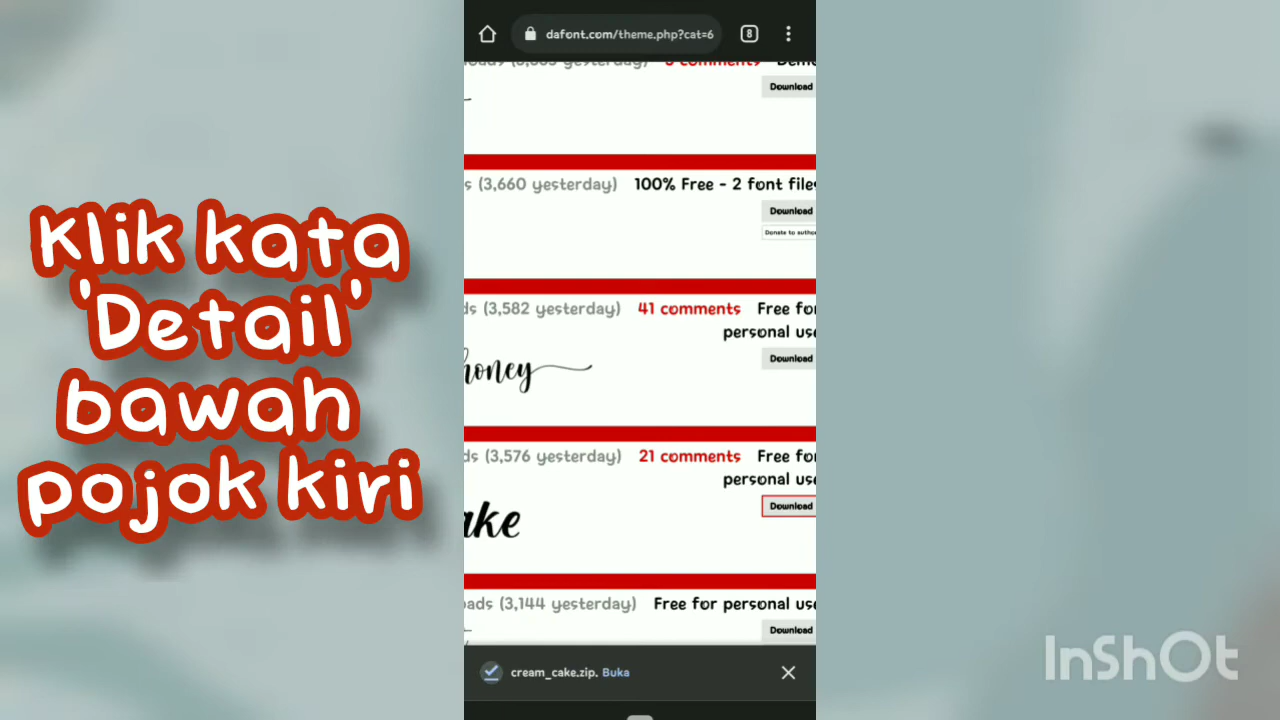 Klik kata
'Detail'
bawah
pojok kiri
dafont.com/theme.php?cat=6
8
Download
s (3,660 yesterday) 100% Free - 2 font files
Download
Donate to autho
ds (3,582 yesterday) 41 comments Free for
personal use
Download
honey
ds (3,576 yesterday) 21 comments Free for
personal use
Download
ake
oads (3,144 yesterday) Free for personal use
Download
cream_cake.zip. Buka
InShOt